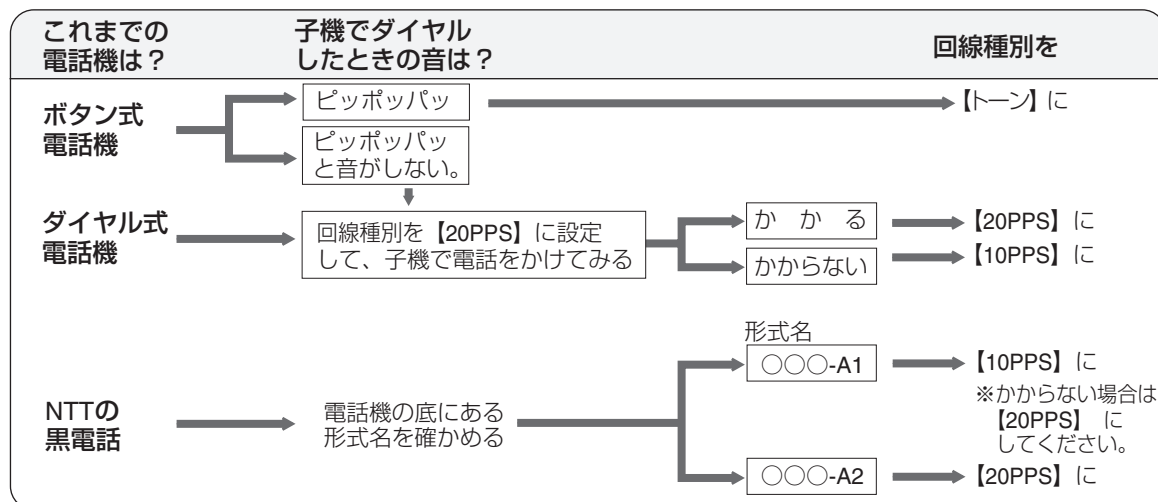 これまでの
電話機は？
子機でダイヤル
したときの音は？
回線種別を
ボタン式
電話機
ピッポッパッ
【トーン】に
ピッポッパッ
と音がしない。
ダイヤル式
電話機
回線種別を【20PPS】に設定
して、子機で電話をかけてみる
かかる
【20PPS】に
かからない
【10PPS】に
NTTの
黒電話
電話機の底にある
形式名を確かめる
形式名
○○○-A1
【10PPS】に
※かからない場合は
【20PPS】に
してください。
○○○-A2
【20PPS】に